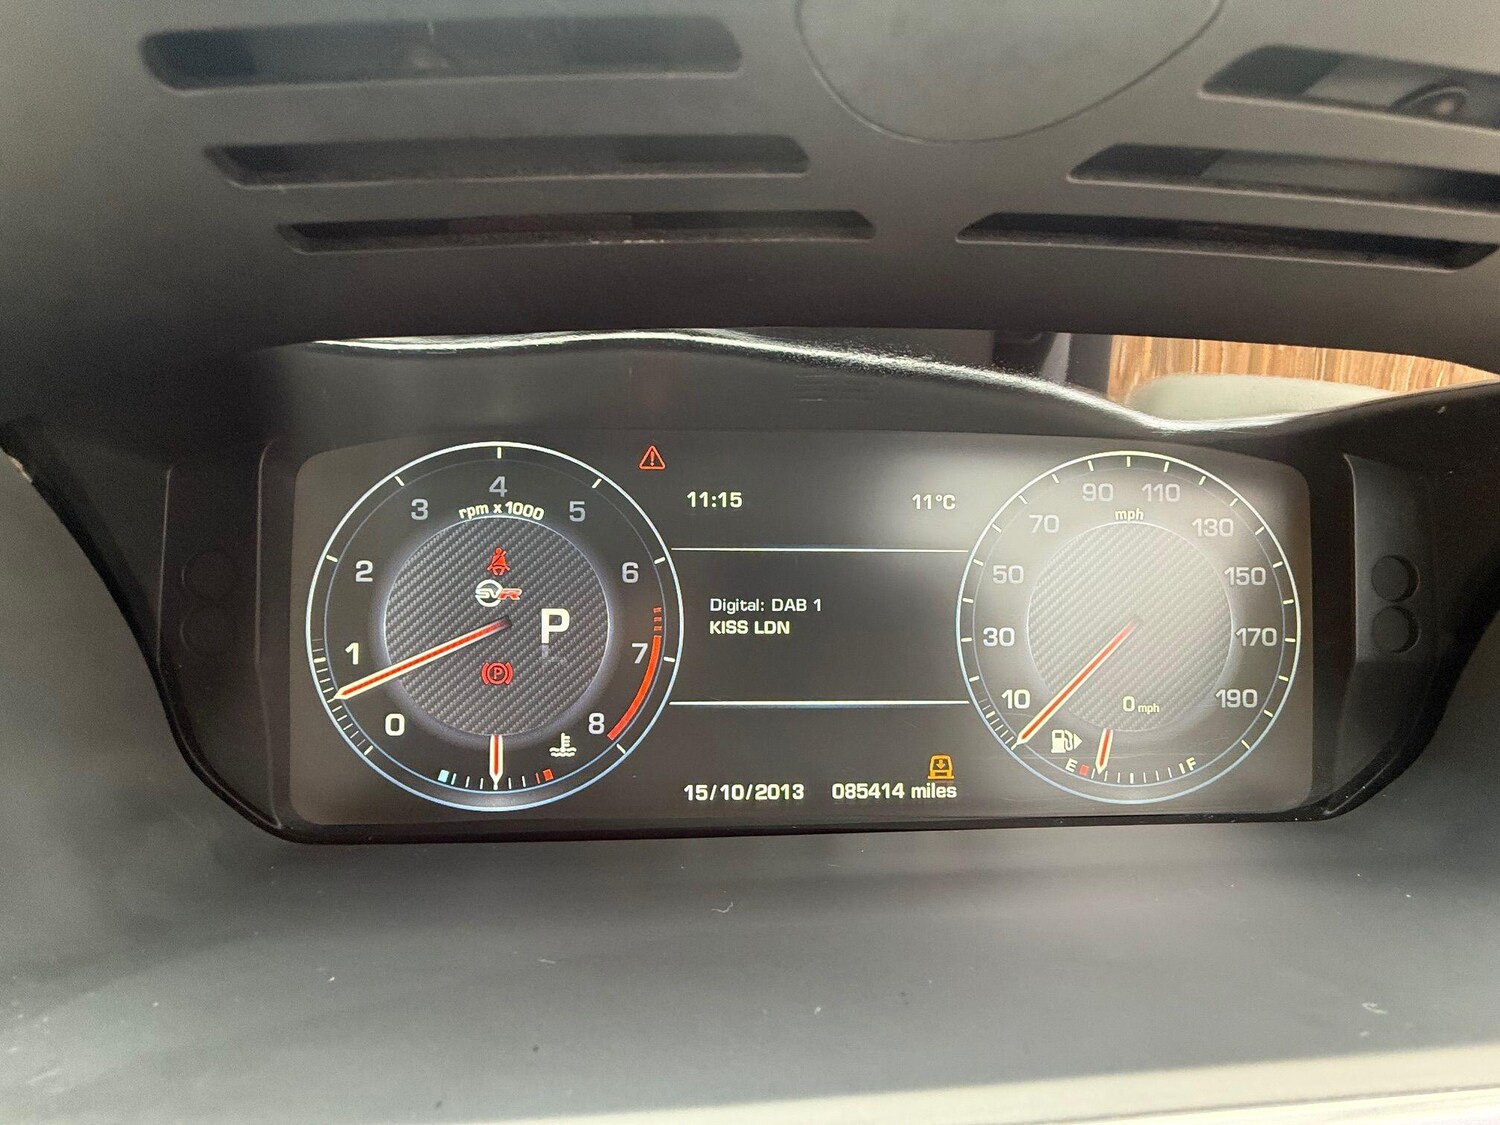 4
3
5
rpm x 1000
2
6
SVR
P
1
7
0
8
11:15
11°C
Digital: DAB 1
KISS LDN
15/10/2013
085414 miles
90
110
mph
70
130
50
150
30
170
10
190
0 mph
E
F
P